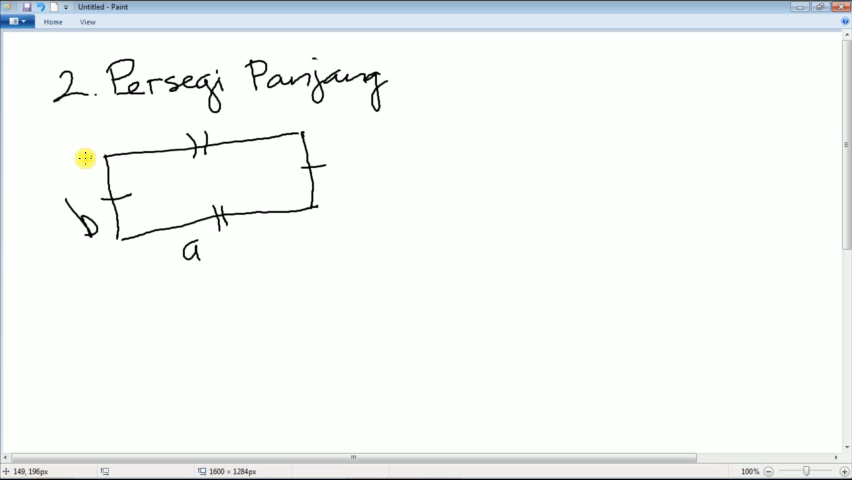 Untitled - Paint
Home View
2. Persegi Panjang
b
a
149, 196px
1600 × 1284px
100%